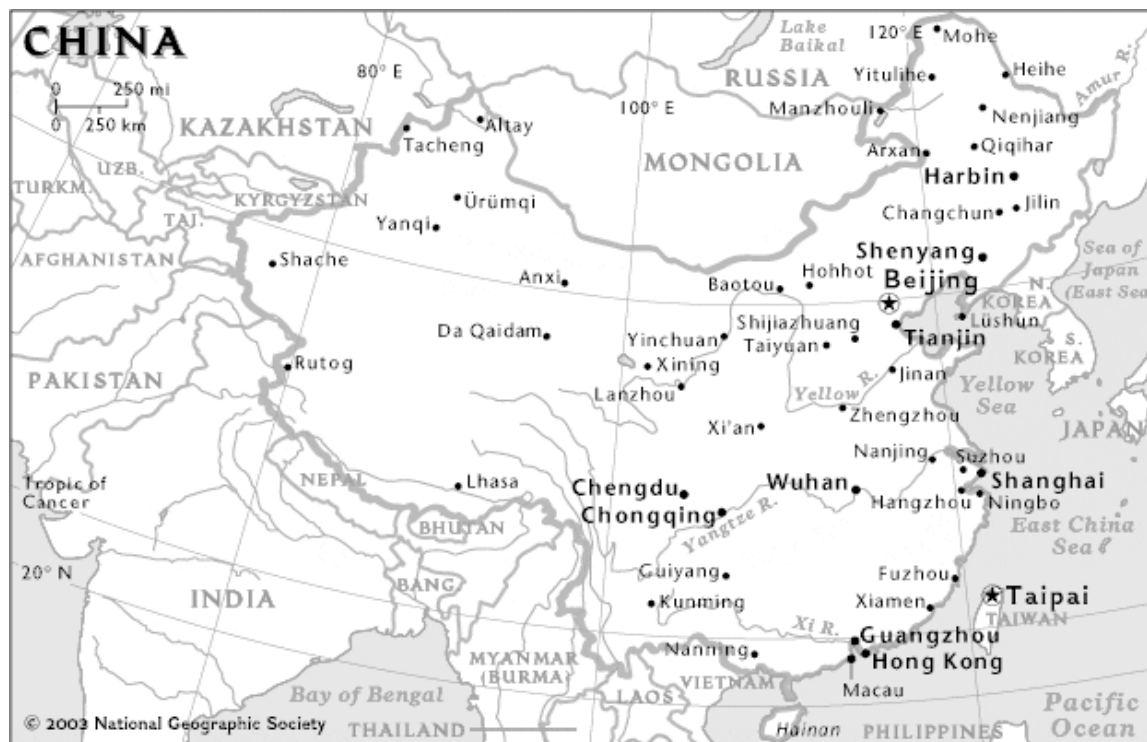 CHINA
0 250 mi
0 250 km
80° E
100° E
120° E
Lake
Baikal
RUSSIA
KAZAKHSTAN
MONGOLIA
UZB.
TURKM.
KYRGYZSTAN
TAJ.
AFGHANISTAN
PAKISTAN
Mohe
Yitulihe
Heihe
Amur R.
Manzhouli
Nenjiang
Altay
Tacheng
Arxan
Qiqihar
Harbin
Ürümqi
Changchun
Jilin
Yanqi
Shache
Shenyang
Sea of
Japan
(East Sea)
Anxi
Baotou
Hohhot
Beijing
N.
KOREA
Lüshun
Da Qaidam
Yinchuan
Shijiazhuang
Taiyuan
Tianjin
S.
KOREA
Rutog
Xining
Lanzhou
Yellow R.
Jinan
Yellow
Sea
Zhengzhou
JAPAN
Xi'an
Nanjing
Suzhou
Tropic of
Cancer
NEPAL
Lhasa
Chengdu
Chongqing
Wuhan
Shanghai
Hangzhou
Ningbo
BHUTAN
Yangtze R.
East China
Sea
20° N
BANG.
INDIA
Guiyang
Fuzhou
Kunming
Xiamen
Taipai
TAIWAN
Xi R.
Guangzhou
Nanning
Hong Kong
MYANMAR
(BURMA)
Macau
VIETNAM
LAOS
Bay of Bengal
Pacific
Ocean
© 2003 National Geographic Society
THAILAND
Hainan
PHILIPPINES